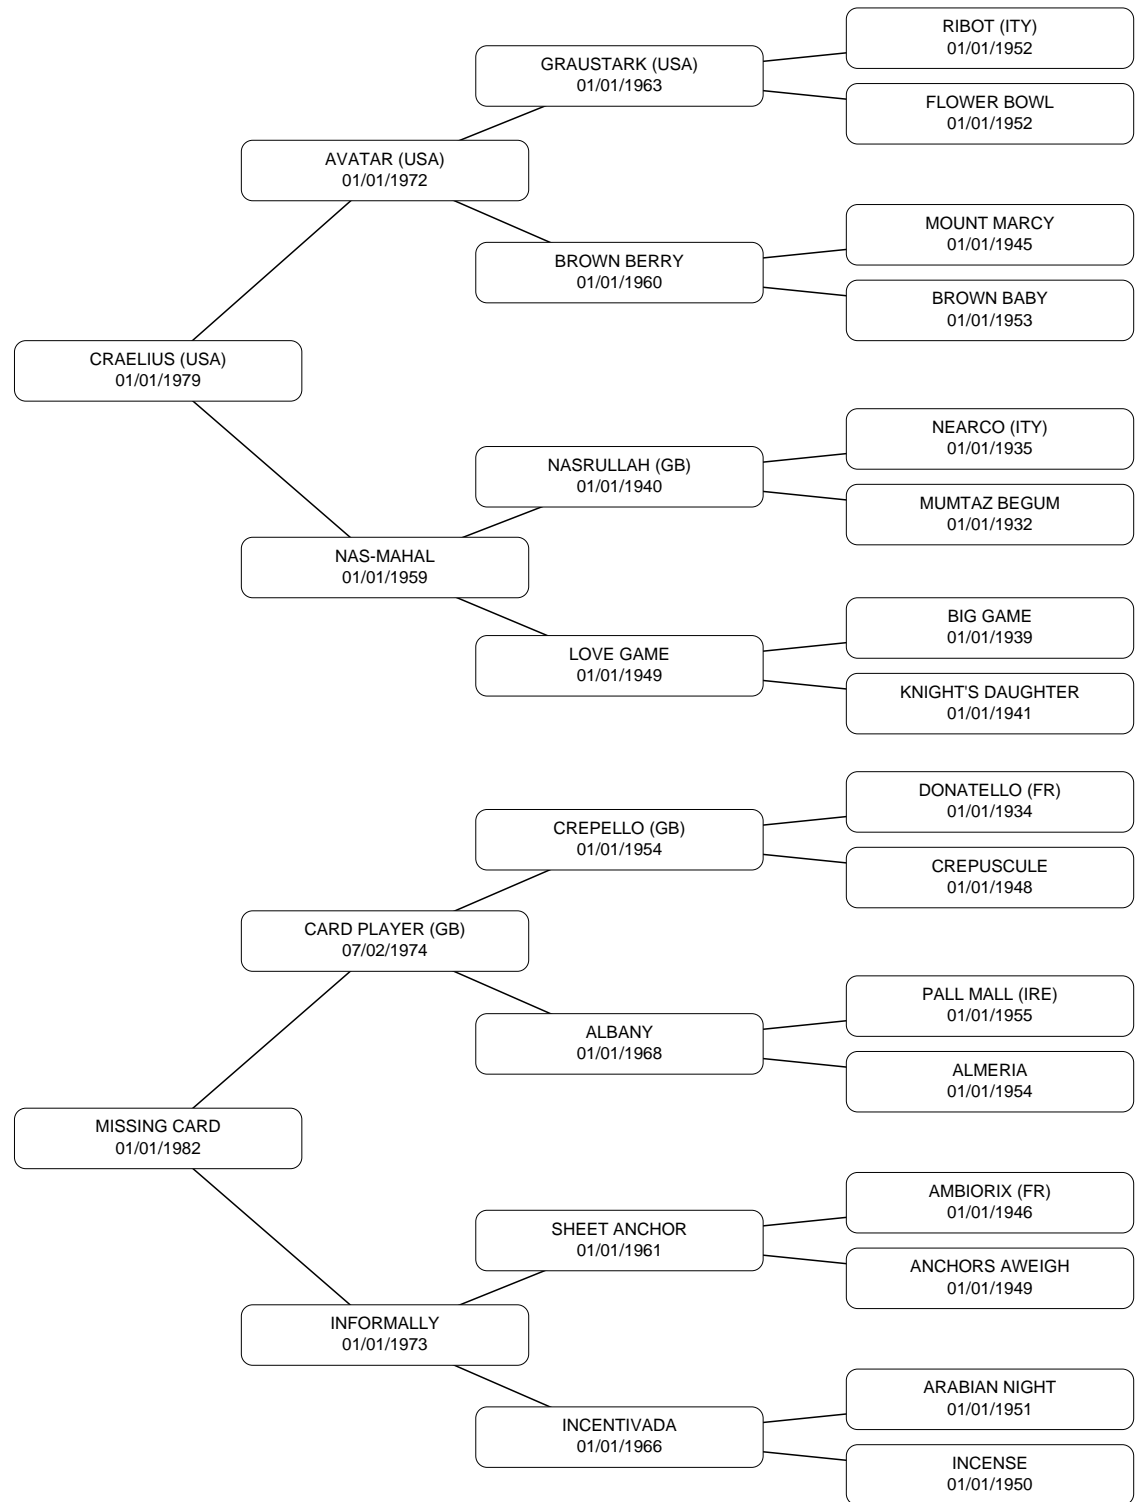 RIBOT (ITY)
01/01/1952
GRAUSTARK (USA)
01/01/1963
FLOWER BOWL
01/01/1952
AVATAR (USA)
01/01/1972
MOUNT MARCY
01/01/1945
BROWN BERRY
01/01/1960
BROWN BABY
01/01/1953
CRAELIUS (USA)
01/01/1979
NEARCO (ITY)
01/01/1935
NASRULLAH (GB)
01/01/1940
MUMTAZ BEGUM
01/01/1932
NAS-MAHAL
01/01/1959
BIG GAME
01/01/1939
LOVE GAME
01/01/1949
KNIGHT'S DAUGHTER
01/01/1941
DONATELLO (FR)
01/01/1934
CREPELLO (GB)
01/01/1954
CREPUSCULE
01/01/1948
CARD PLAYER (GB)
07/02/1974
PALL MALL (IRE)
01/01/1955
ALBANY
01/01/1968
ALMERIA
01/01/1954
MISSING CARD
01/01/1982
AMBIORIX (FR)
01/01/1946
SHEET ANCHOR
01/01/1961
ANCHORS AWEIGH
01/01/1949
INFORMALLY
01/01/1973
ARABIAN NIGHT
01/01/1951
INCENTIVADA
01/01/1966
INCENSE
01/01/1950